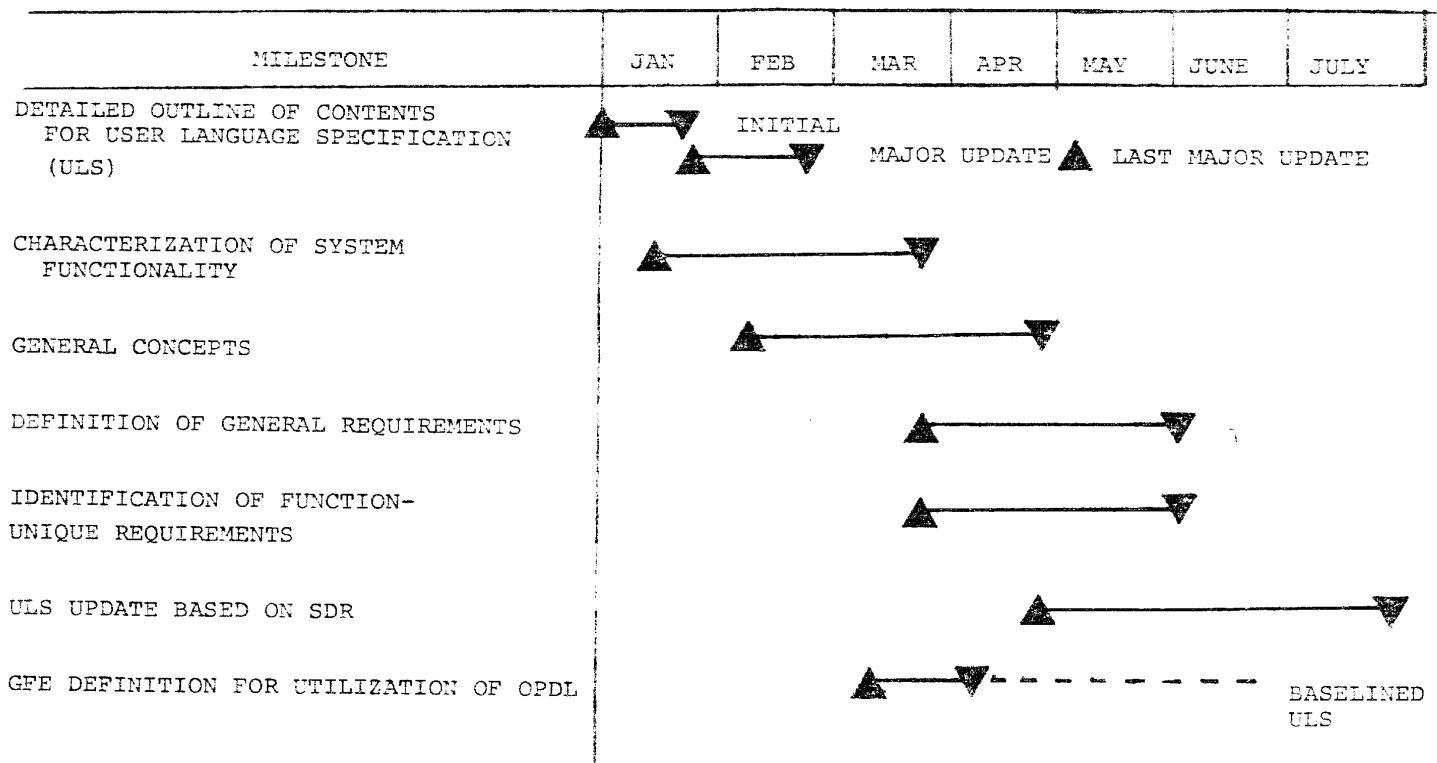 MILESTONE JAN FEB MAR APR MAY JUNE JULY
DETAILED OUTLINE OF CONTENTS
FOR USER LANGUAGE SPECIFICATION
(ULS)
INITIAL
MAJOR UPDATE LAST MAJOR UPDATE
CHARACTERIZATION OF SYSTEM
FUNCTIONALITY
GENERAL CONCEPTS
DEFINITION OF GENERAL REQUIREMENTS
IDENTIFICATION OF FUNCTION-
UNIQUE REQUIREMENTS
ULS UPDATE BASED ON SDR
GFE DEFINITION FOR UTILIZATION OF OPDL
BASELINED
ULS